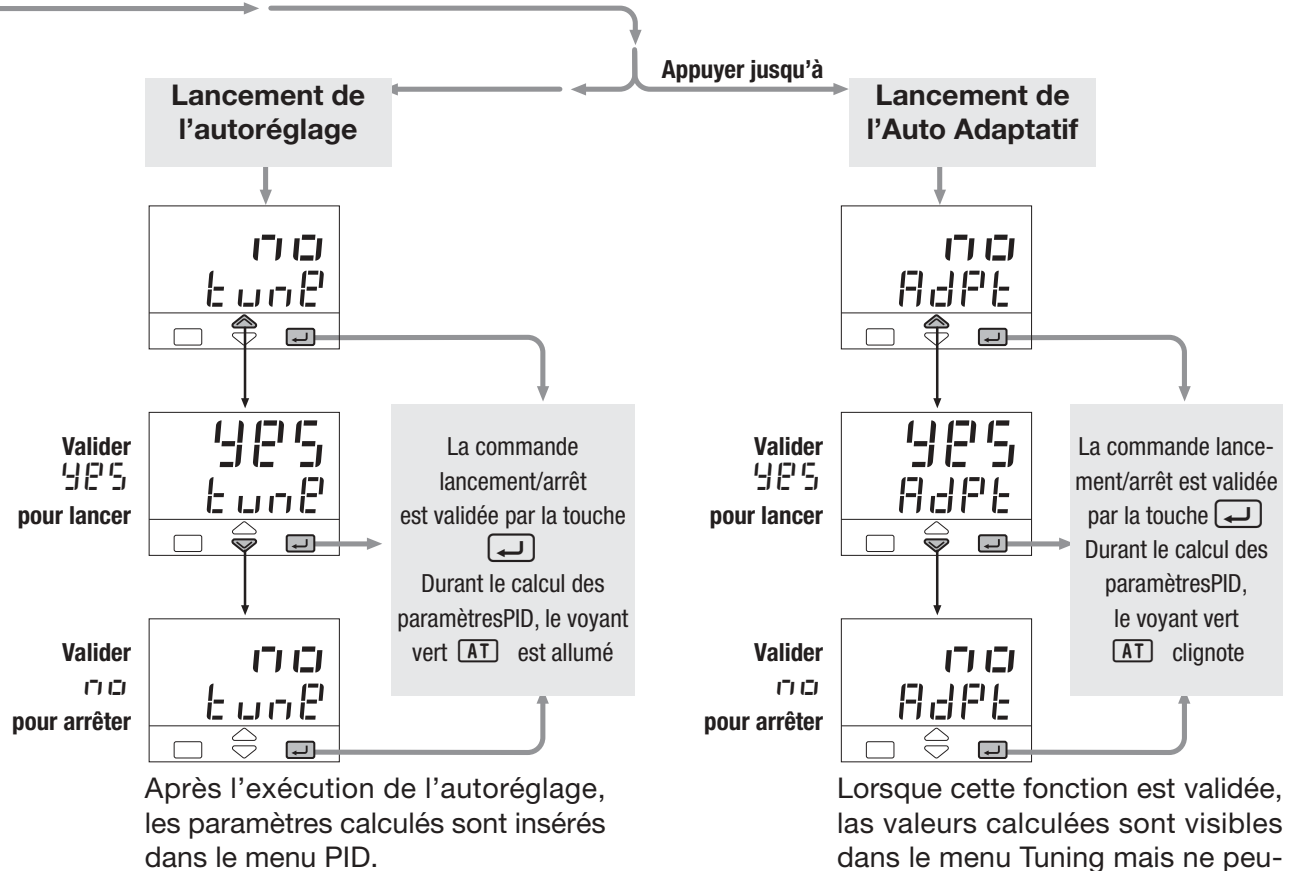 Appuyer jusqu'à
Lancement de
l'autoréglage
no
tunE
Valider
YES
pour lancer
YES
tunE
La commande
lancement/arrêt
est validée par la touche
Durant le calcul des
paramètresPID, le voyant
vert AT est allumé
Valider
no
pour arrêter
no
tunE
Après l'exécution de l'autoréglage,
les paramètres calculés sont insérés
dans le menu PID.
Lancement de
l'Auto Adaptatif
no
AdPt
Valider
YES
pour lancer
YES
AdPt
La commande lance-
ment/arrêt est validée
par la touche
Durant le calcul des
paramètresPID,
le voyant vert
AT clignote
Valider
no
pour arrêter
no
AdPt
Lorsque cette fonction est validée,
las valeurs calculées sont visibles
dans le menu Tuning mais ne peu-